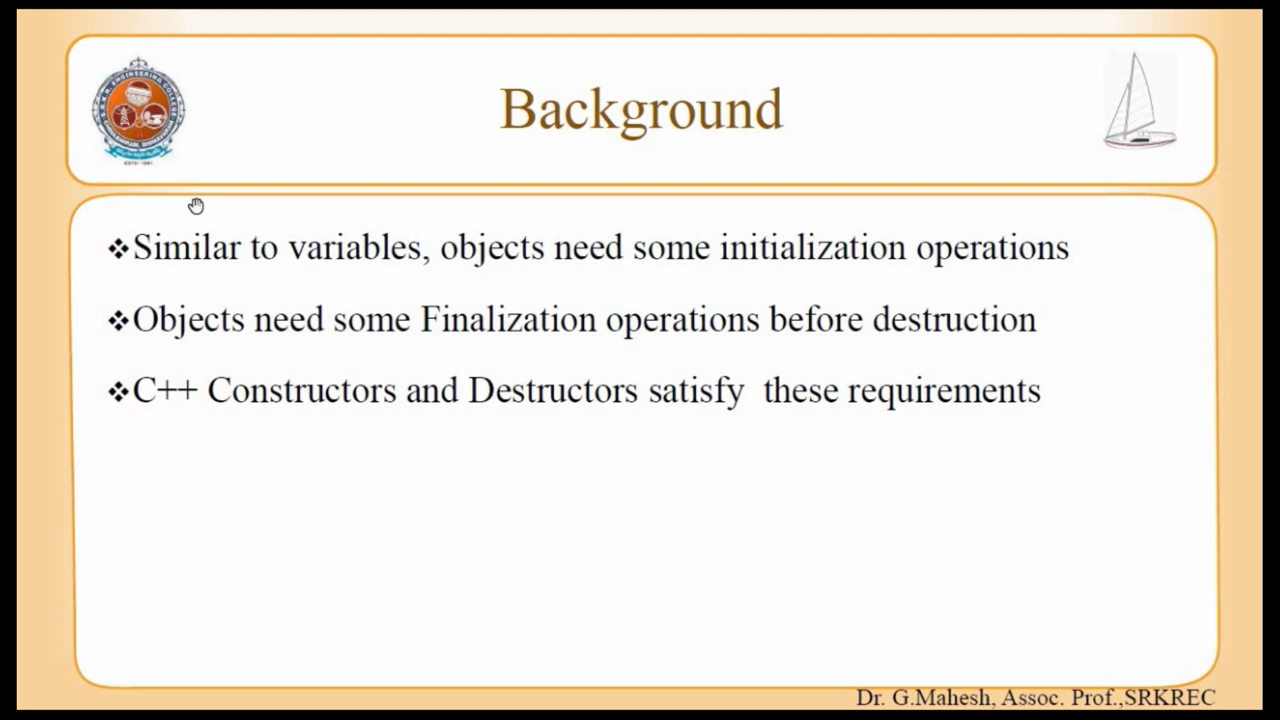 Background
❖Similar to variables, objects need some initialization operations
❖Objects need some Finalization operations before destruction
❖C++ Constructors and Destructors satisfy these requirements
Dr. G.Mahesh, Assoc. Prof.,SRKREC